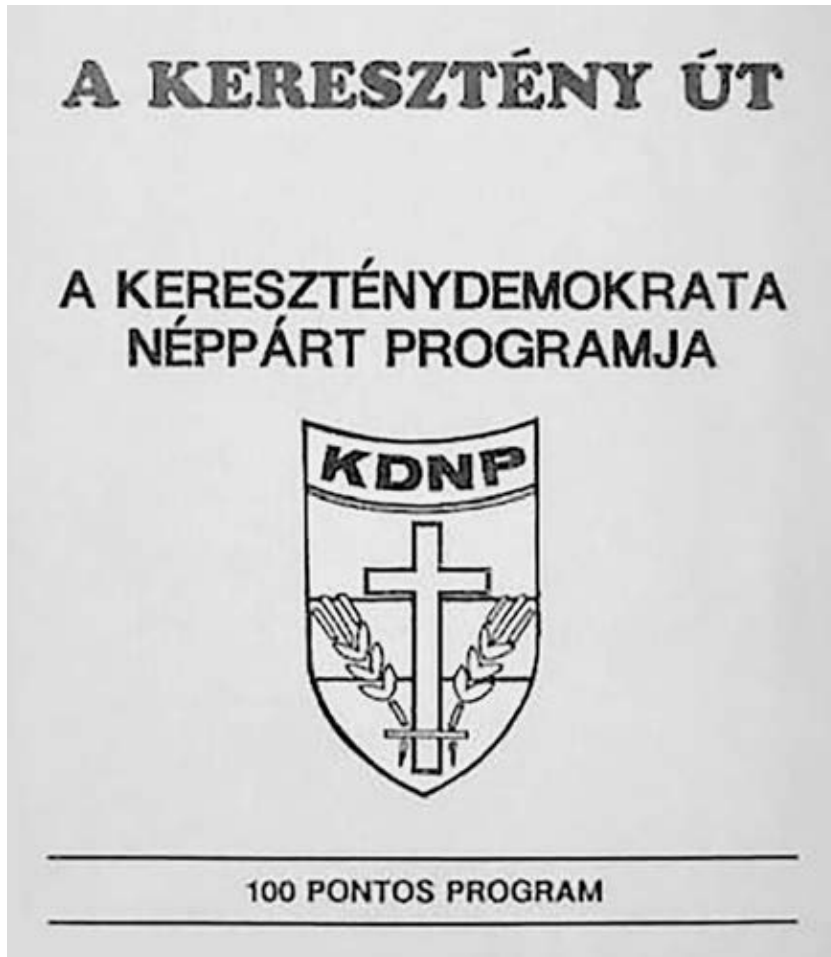 A KERESZTÉNY ÚT
A KERESZTÉNYDEMOKRATA
NÉPPÁRT PROGRAMJA
KDNP
100 PONTOS PROGRAM